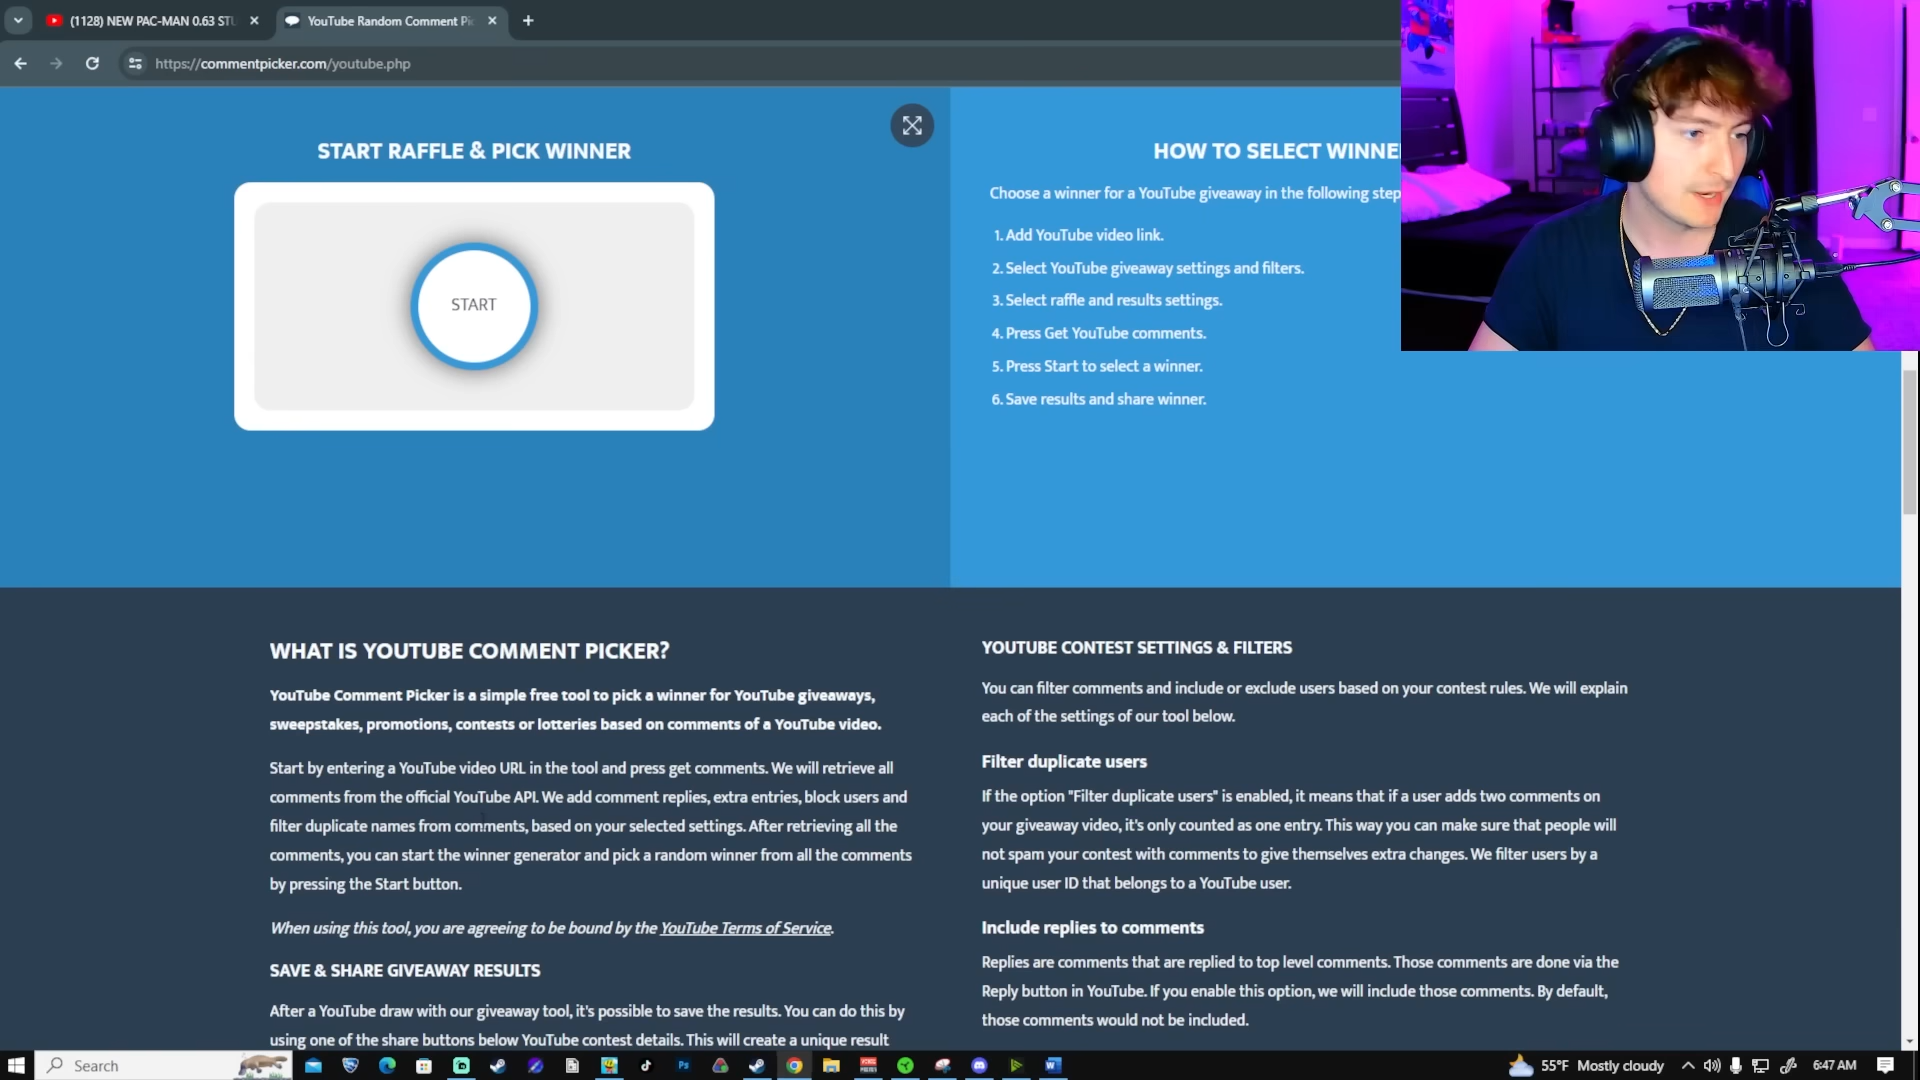 (1128) NEW PAC-MAN 0.63 STU
YouTube Random Comment Pic
https://commentpicker.com/youtube.php
START RAFFLE & PICK WINNER
START
HOW TO SELECT WINNE
Choose a winner for a YouTube giveaway in the following step
1. Add YouTube video link.
2. Select YouTube giveaway settings and filters.
3. Select raffle and results settings.
4. Press Get YouTube comments.
5. Press Start to select a winner.
6. Save results and share winner.
WHAT IS YOUTUBE COMMENT PICKER?
YouTube Comment Picker is a simple free tool to pick a winner for YouTube giveaways,
sweepstakes, promotions, contests or lotteries based on comments of a YouTube video.
Start by entering a YouTube video URL in the tool and press get comments. We will retrieve all
comments from the official YouTube API. We add comment replies, extra entries, block users and
filter duplicate names from comments, based on your selected settings. After retrieving all the
comments, you can start the winner generator and pick a random winner from all the comments
by pressing the Start button.
When using this tool, you are agreeing to be bound by the YouTube Terms of Service.
SAVE & SHARE GIVEAWAY RESULTS
After a YouTube draw with our giveaway tool, it's possible to save the results. You can do this by
using one of the share buttons below YouTube contest details. This will create a unique result
YOUTUBE CONTEST SETTINGS & FILTERS
You can filter comments and include or exclude users based on your contest rules. We will explain
each of the settings of our tool below.
Filter duplicate users
If the option "Filter duplicate users" is enabled, it means that if a user adds two comments on
your giveaway video, it's only counted as one entry. This way you can make sure that people will
not spam your contest with comments to give themselves extra changes. We filter users by a
unique user ID that belongs to a YouTube user.
Include replies to comments
Replies are comments that are replied to top level comments. Those comments are done via the
Reply button in YouTube. If you enable this option, we will include those comments. By default,
those comments would not be included.
Search
55°F Mostly cloudy
6:47 AM